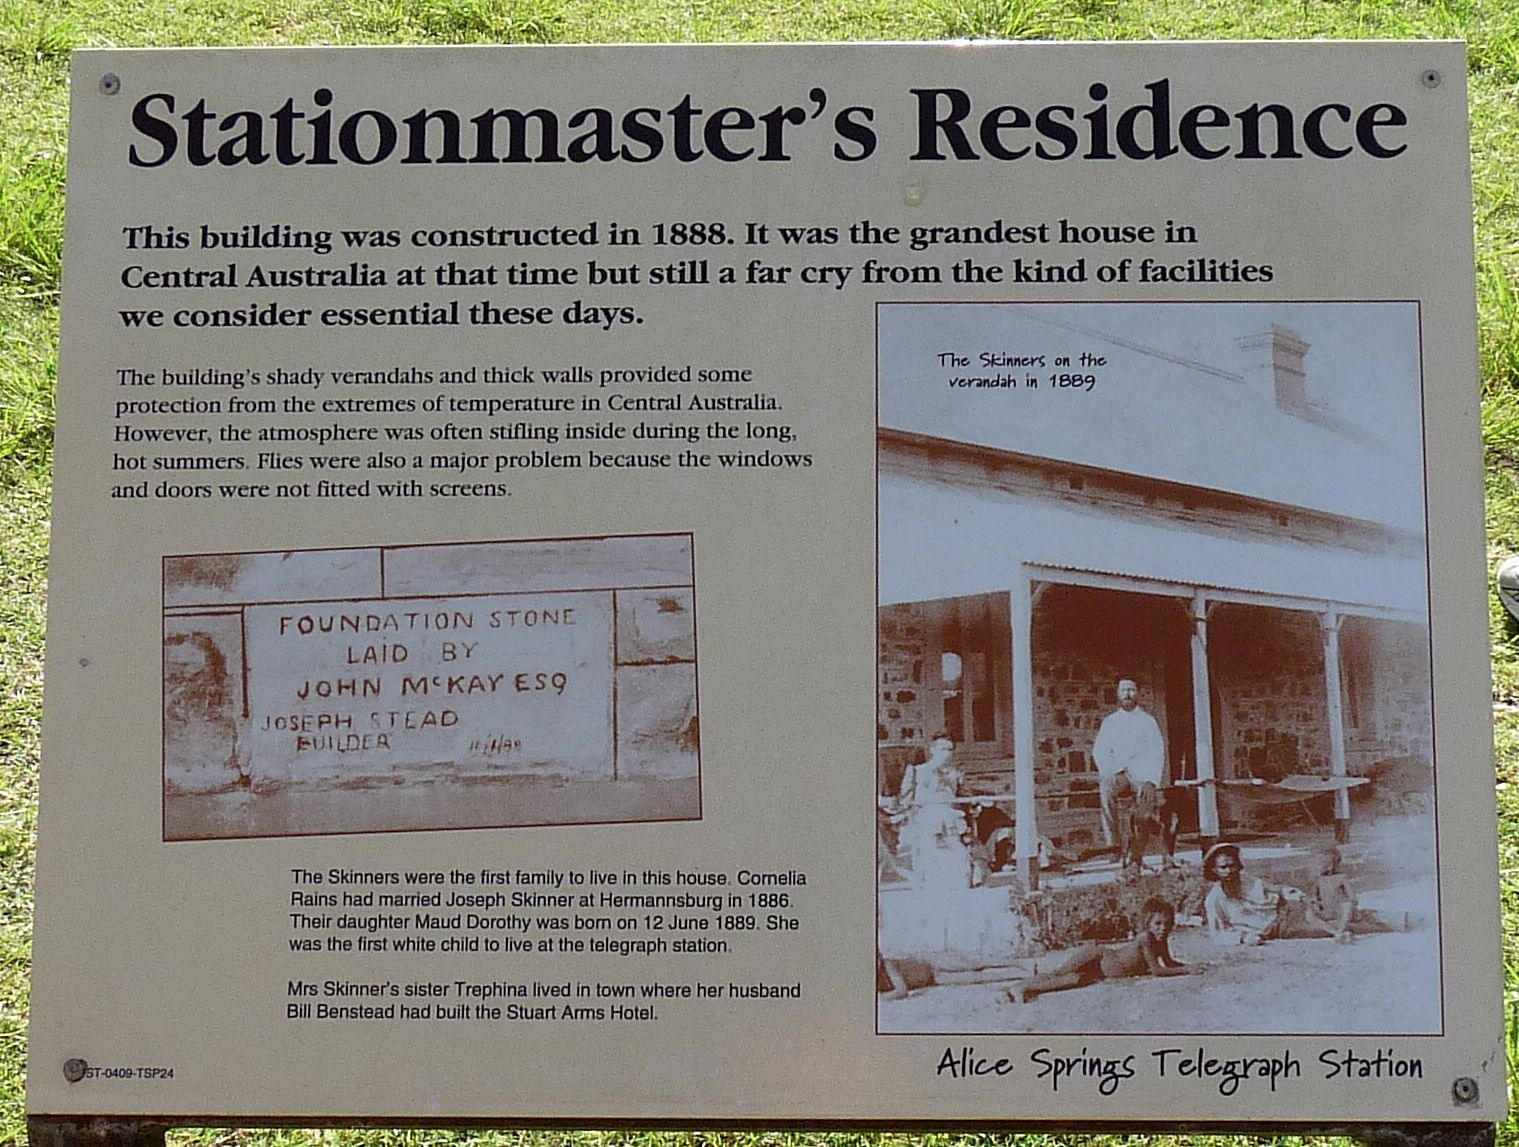 Stationmaster's Residence
This building was constructed in 1888. It was the grandest house in
Central Australia at that time but still a far cry from the kind of facilities
we consider essential these days.
The building's shady verandahs and thick walls provided some
protection from the extremes of temperature in Central Australia.
However, the atmosphere was often stifling inside during the long,
hot summers. Flies were also a major problem because the windows
and doors were not fitted with screens.
The Skinners on the
verandah in 1889
FOUNDATION STONE
LAID BY
JOHN McKAY ESQ
JOSEPH STEAD
BUILDER
The Skinners were the first family to live in this house. Cornelia
Rains had married Joseph Skinner at Hermannsburg in 1886.
Their daughter Maud Dorothy was born on 12 June 1889. She
was the first white child to live at the telegraph station.
Mrs Skinner's sister Trephina lived in town where her husband
Bill Benstead had built the Stuart Arms Hotel.
ST-0409-TSP24
Alice Springs Telegraph Station